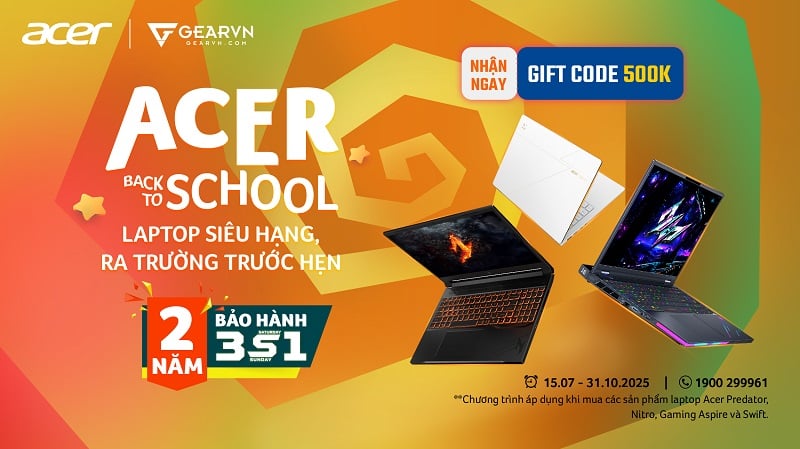 acer
GEARVN
GEARVN.COM
NHẬN
NGAY
GIFT CODE 500K
ACER
BACK
TO
SCHOOL
LAPTOP SIÊU HẠNG,
RA TRƯỜNG TRƯỚC HẸN
2
NĂM
BẢO HÀNH
3S1
SATURDAY
SUNDAY
15.07 - 31.10.2025 | 1900 299961
**Chương trình áp dụng khi mua các sản phẩm laptop Acer Predator,
Nitro, Gaming Aspire và Swift.